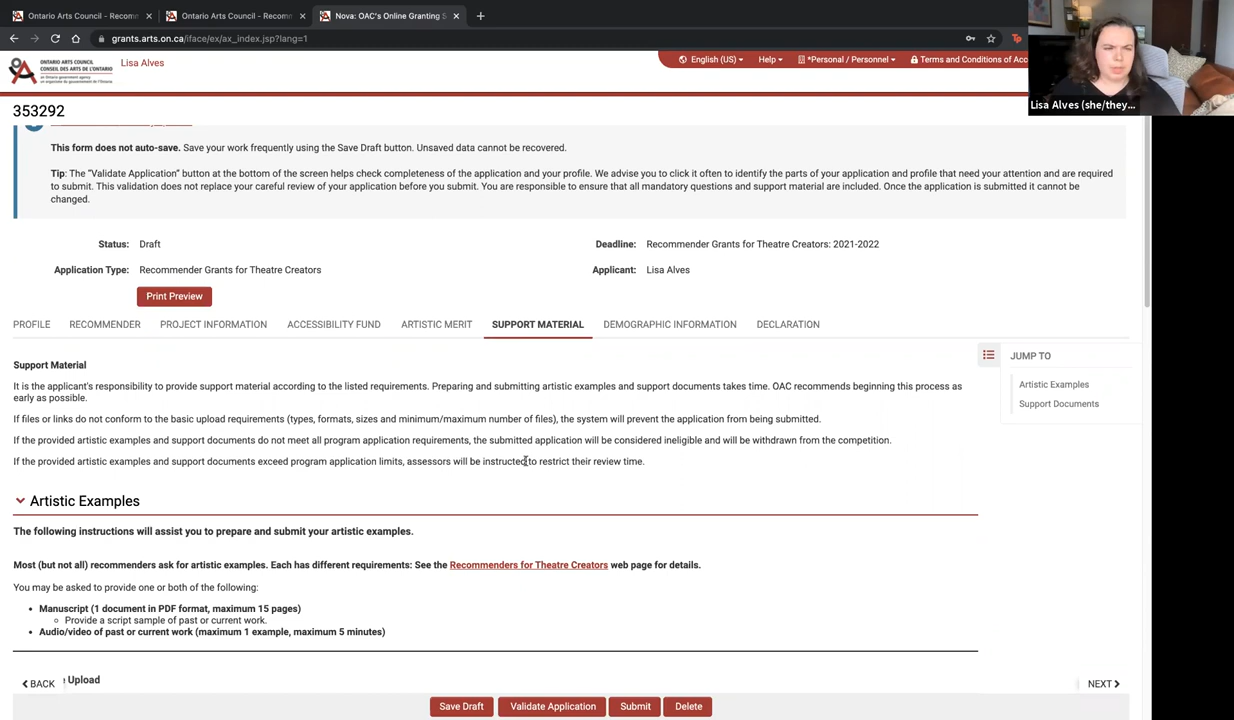 Ontario Arts Council - Recomm
Ontario Arts Council - Recomm
Nova: OAC's Online Granting S
grants.arts.on.ca/iface/ex/ax_index.jsp?lang=1
ONTARIO ARTS COUNCIL
CONSEIL DES ARTS DE L'ONTARIO
an Ontario government agency
un organisme du gouvernement de l'Ontario
Lisa Alves
English (US)
Help
*Personal / Personnel
Terms and Conditions of Acc
Lisa Alves (she/they...
353292
This form does not auto-save. Save your work frequently using the Save Draft button. Unsaved data cannot be recovered.
Tip: The "Validate Application" button at the bottom of the screen helps check completeness of the application and your profile. We advise you to click it often to identify the parts of your application and profile that need your attention and are required
to submit. This validation does not replace your careful review of your application before you submit. You are responsible to ensure that all mandatory questions and support material are included. Once the application is submitted it cannot be
changed.
Status: Draft
Deadline: Recommender Grants for Theatre Creators: 2021-2022
Application Type: Recommender Grants for Theatre Creators
Applicant: Lisa Alves
Print Preview
PROFILE RECOMMENDER PROJECT INFORMATION ACCESSIBILITY FUND ARTISTIC MERIT SUPPORT MATERIAL DEMOGRAPHIC INFORMATION DECLARATION
JUMP TO
Artistic Examples
Support Documents
Support Material
It is the applicant's responsibility to provide support material according to the listed requirements. Preparing and submitting artistic examples and support documents takes time. OAC recommends beginning this process as
early as possible.
If files or links do not conform to the basic upload requirements (types, formats, sizes and minimum/maximum number of files), the system will prevent the application from being submitted.
If the provided artistic examples and support documents do not meet all program application requirements, the submitted application will be considered ineligible and will be withdrawn from the competition.
If the provided artistic examples and support documents exceed program application limits, assessors will be instructed to restrict their review time.
Artistic Examples
The following instructions will assist you to prepare and submit your artistic examples.
Most (but not all) recommenders ask for artistic examples. Each has different requirements: See the Recommenders for Theatre Creators web page for details.
You may be asked to provide one or both of the following:
• Manuscript (1 document in PDF format, maximum 15 pages)
Provide a script sample of past or current work.
• Audio/video of past or current work (maximum 1 example, maximum 5 minutes)
Upload
BACK
NEXT
Save Draft Validate Application Submit Delete